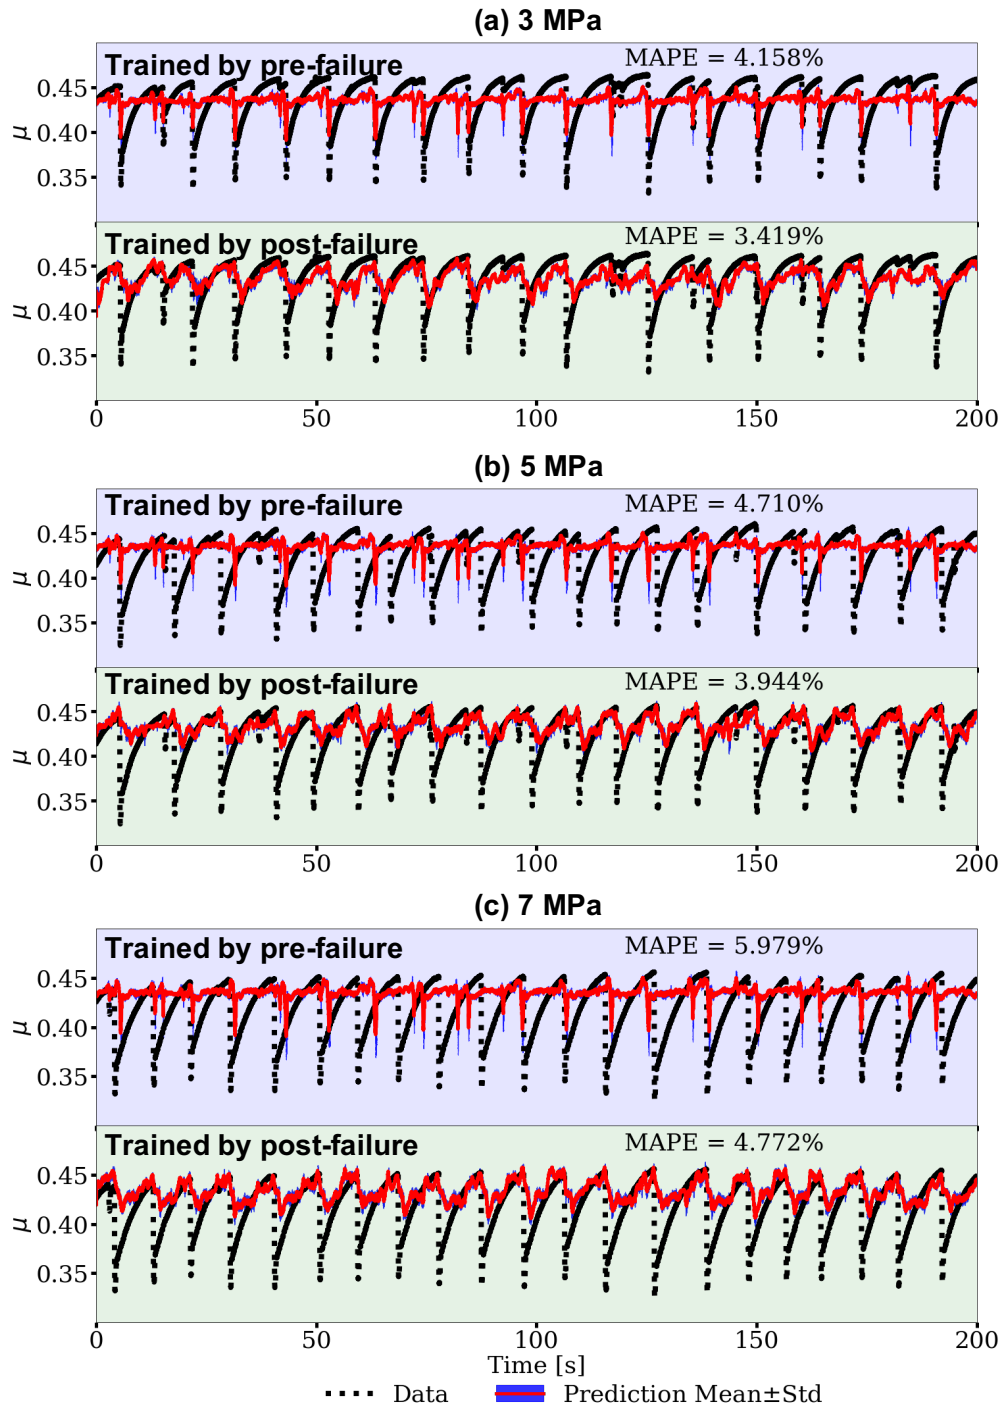 (a) 3 MPa
Trained by pre-failure
MAPE = 4.158%
0.45
0.40
0.35
μ
Trained by post-failure
MAPE = 3.419%
0.45
0.40
0.35
μ
0 50 100 150 200
(b) 5 MPa
Trained by pre-failure
MAPE = 4.710%
0.45
0.40
0.35
μ
Trained by post-failure
MAPE = 3.944%
0.45
0.40
0.35
μ
0 50 100 150 200
(c) 7 MPa
Trained by pre-failure
MAPE = 5.979%
0.45
0.40
0.35
μ
Trained by post-failure
MAPE = 4.772%
0.45
0.40
0.35
μ
0 50 100 150 200
Time [s]
Data Prediction Mean±Std